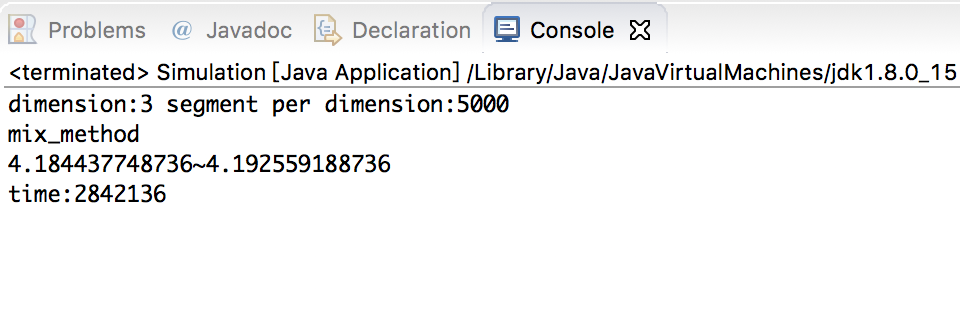 Problems @ Javadoc Declaration Console
<terminated> Simulation [Java Application] /Library/Java/JavaVirtualMachines/jdk1.8.0_15
dimension:3 segment per dimension:5000
mix_method
4.184437748736~4.192559188736
time:2842136